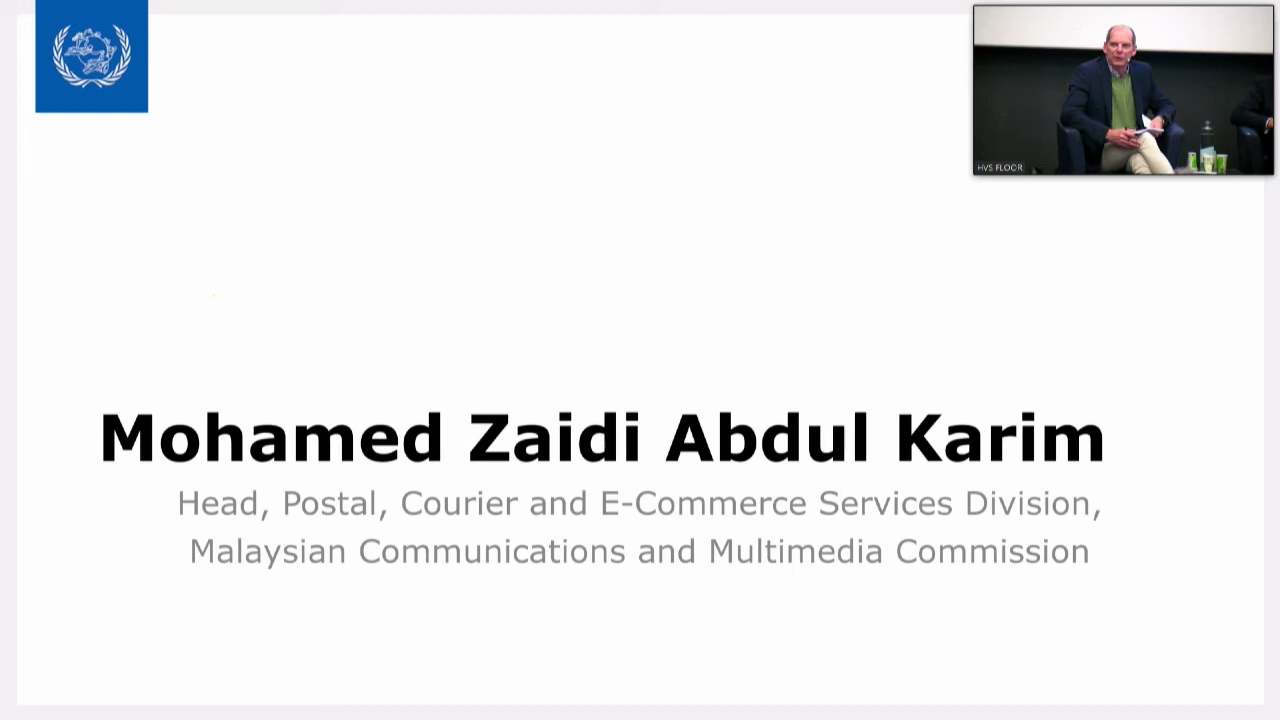 HVS FLOOR
Mohamed Zaidi Abdul Karim
Head, Postal, Courier and E-Commerce Services Division,
Malaysian Communications and Multimedia Commission